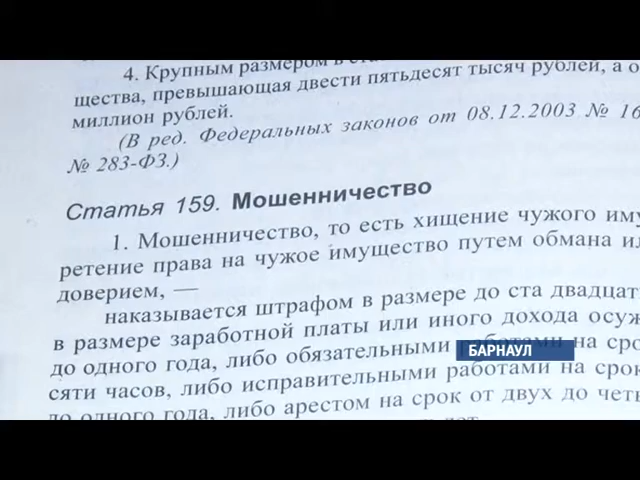 4. Крупным размером в
щества, превышающая двести пятьдесят тысяч рублей, а о
миллион рублей.
(В ред. Федеральных законов от 08.12.2003 № 16
№ 283-ФЗ.)
Статья 159. Мошенничество
1. Мошенничество, то есть хищение чужого иму
ретение права на чужое имущество путем обмана ил
доверием, —
наказывается штрафом в размере до ста двадцат
в размере заработной платы или иного дохода осуж
до одного года, либо обязательными работами на срок
БАРНАУЛ
сяти часов, либо исправительными работами на срок
до одного года, либо арестом на срок от двух до четы